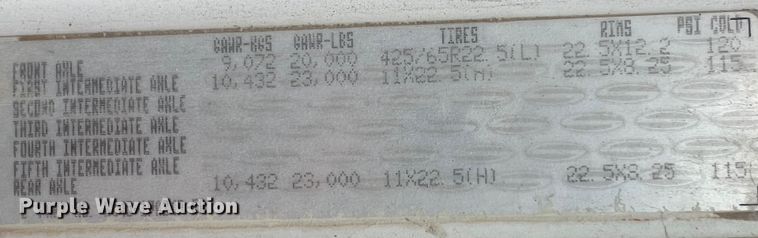 GAWR-KGS GAWR-LBS TIRES RIMS PSI COLD
FRONT AXLE 9,072 20,000 425/65R22.5(L) 22.5X12.2 120
FIRST INTERMEDIATE AXLE 10,432 23,000 11X22.5(H) 22.5X8.25 115
SECOND INTERMEDIATE AXLE
THIRD INTERMEDIATE AXLE
FOURTH INTERMEDIATE AXLE
FIFTH INTERMEDIATE AXLE
REAR AXLE 10,432 23,000 11X22.5(H) 22.5X8.25 115
Purple Wave Auction